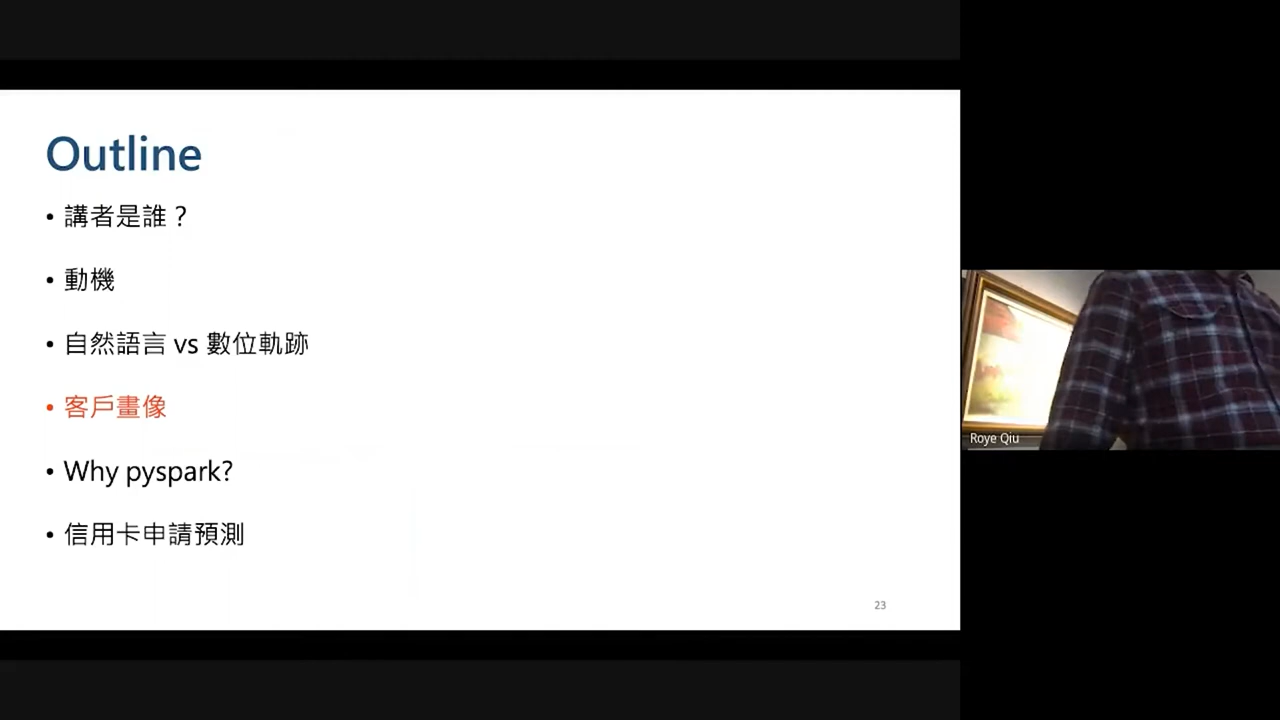 Outline
• 講者是誰？
• 動機
• 自然語言 vs 數位軌跡
• 客戶畫像
• Why pyspark?
• 信用卡申請預測
23
Roye Qiu